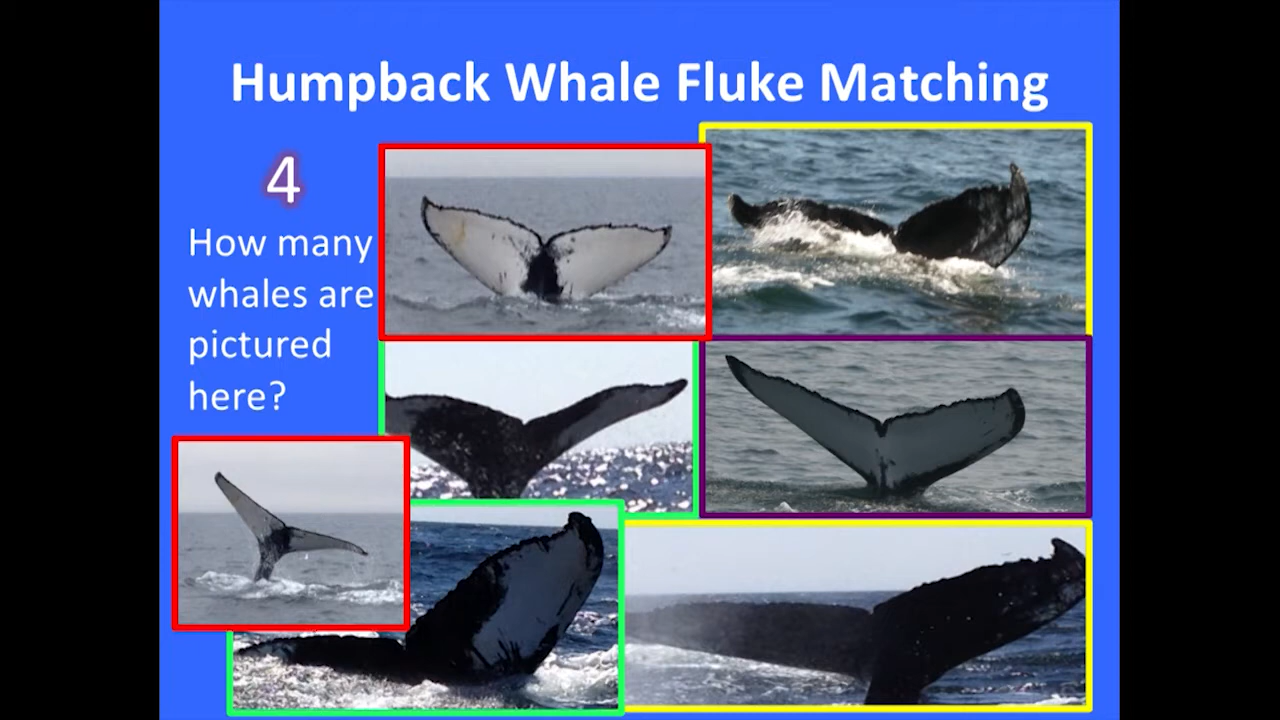 Humpback Whale Fluke Matching
4
How many
whales are
pictured
here?